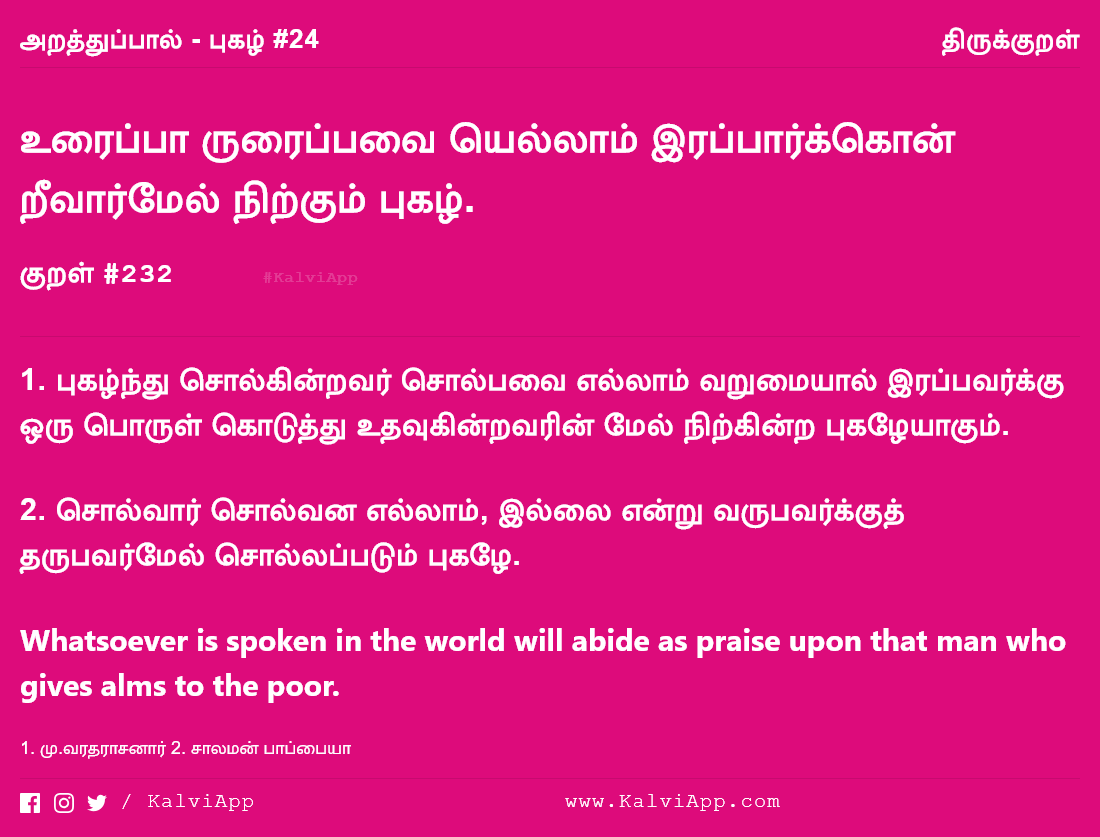 அறத்துப்பால் - புகழ் #24
திருக்குறள்
உரைப்பா ருரைப்பவை யெல்லாம் இரப்பார்க்கொன்
றீவார்மேல் நிற்கும் புகழ்.
குறள் #232
#KalviApp
1. புகழ்ந்து சொல்கின்றவர் சொல்பவை எல்லாம் வறுமையால் இரப்பவர்க்கு
ஒரு பொருள் கொடுத்து உதவுகின்றவரின் மேல் நிற்கின்ற புகழேயாகும்.
2. சொல்வார் சொல்வன எல்லாம், இல்லை என்று வருபவர்க்குத்
தருபவர்மேல் சொல்லப்படும் புகழே.
Whatsoever is spoken in the world will abide as praise upon that man who
gives alms to the poor.
1. மு.வரதராசனார் 2. சாலமன் பாப்பையா
/ KalviApp
www.KalviApp.com